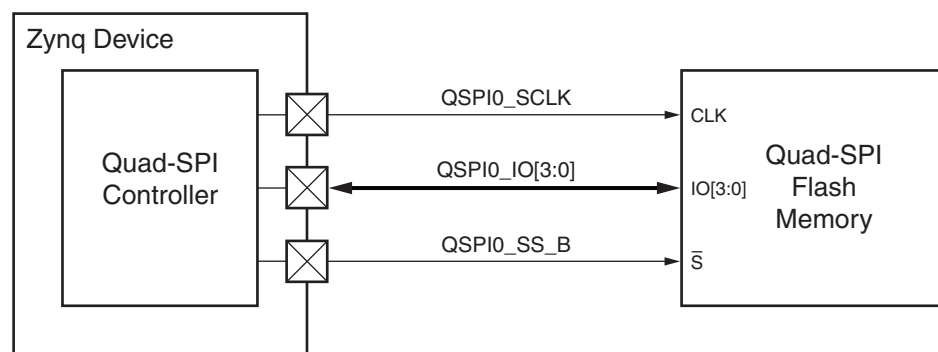 Zynq Device
Quad-SPI
Controller
QSPI0_SCLK
QSPI0_IO[3:0]
QSPI0_SS_B
CLK
IO[3:0]
S̅
Quad-SPI
Flash
Memory